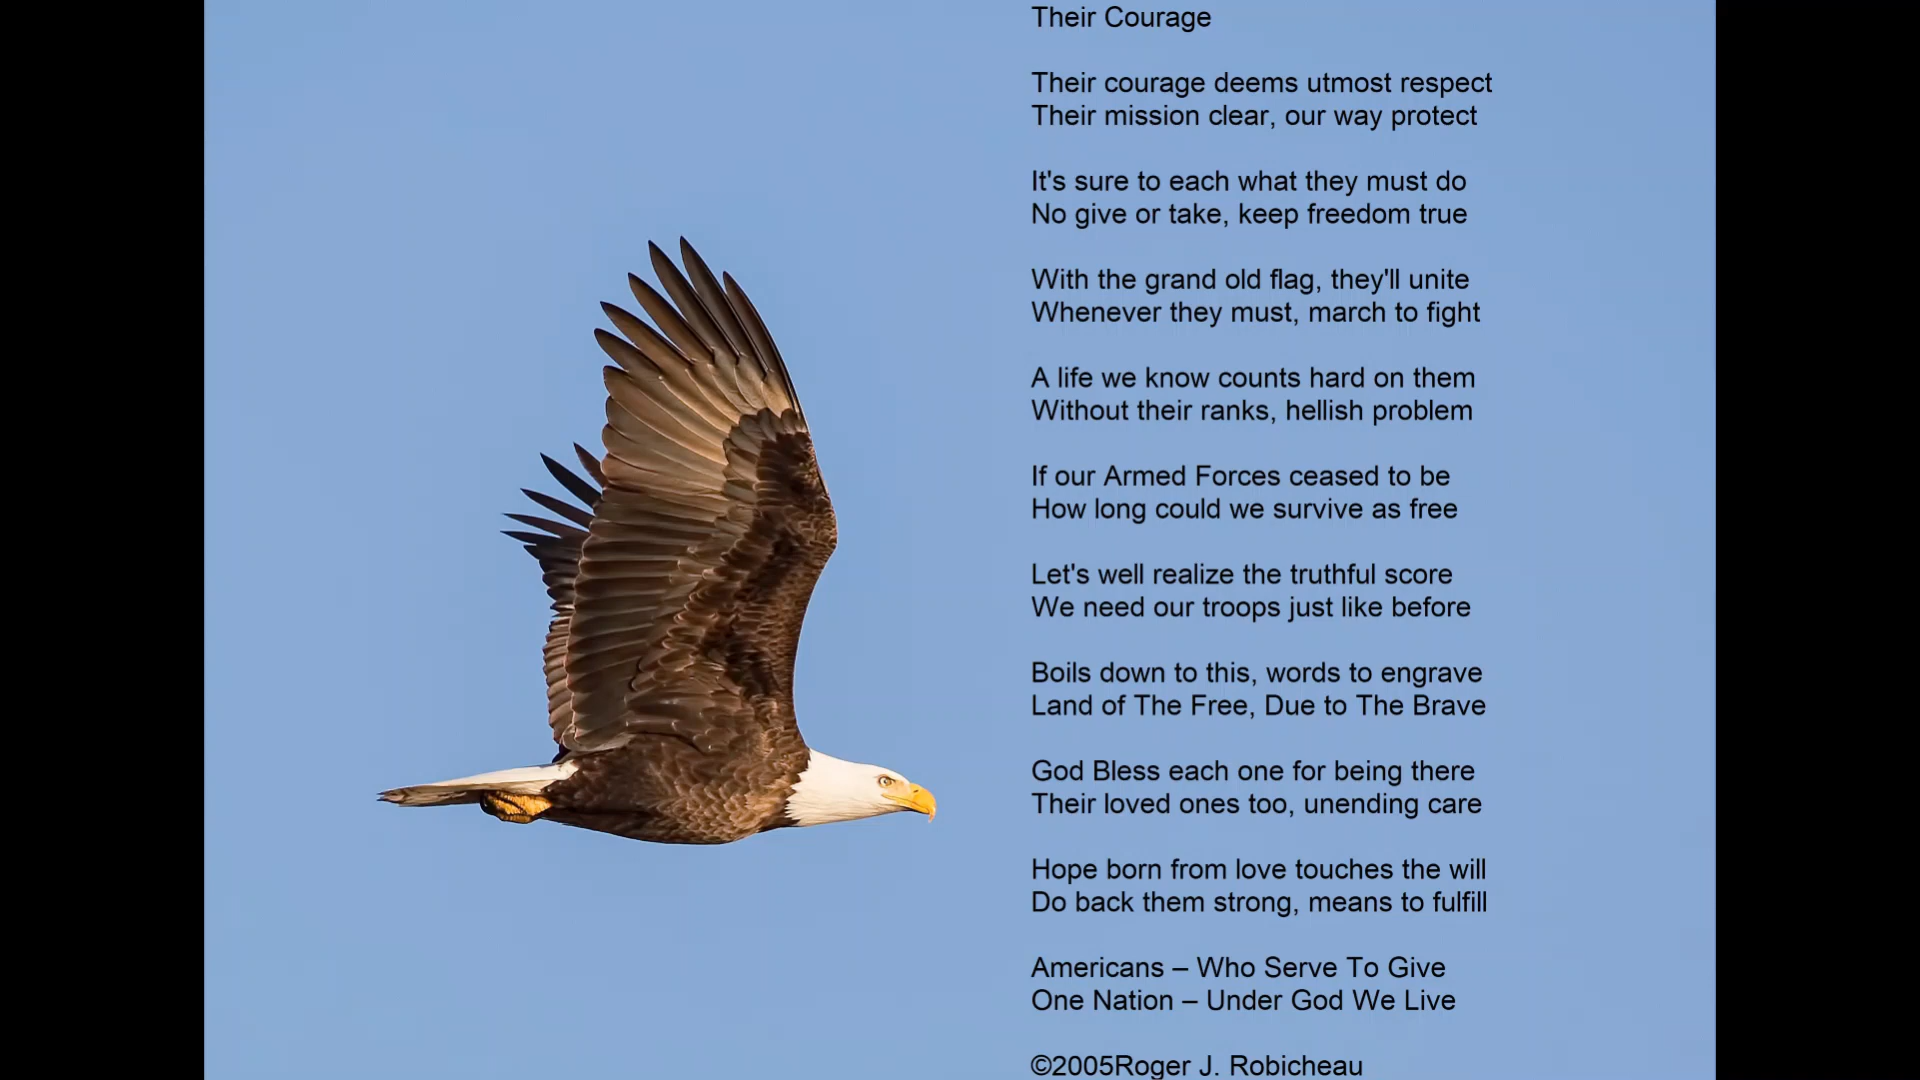 Their Courage
Their courage deems utmost respect
Their mission clear, our way protect
It's sure to each what they must do
No give or take, keep freedom true
With the grand old flag, they'll unite
Whenever they must, march to fight
A life we know counts hard on them
Without their ranks, hellish problem
If our Armed Forces ceased to be
How long could we survive as free
Let's well realize the truthful score
We need our troops just like before
Boils down to this, words to engrave
Land of The Free, Due to The Brave
God Bless each one for being there
Their loved ones too, unending care
Hope born from love touches the will
Do back them strong, means to fulfill
Americans – Who Serve To Give
One Nation – Under God We Live
©2005Roger J. Robicheau